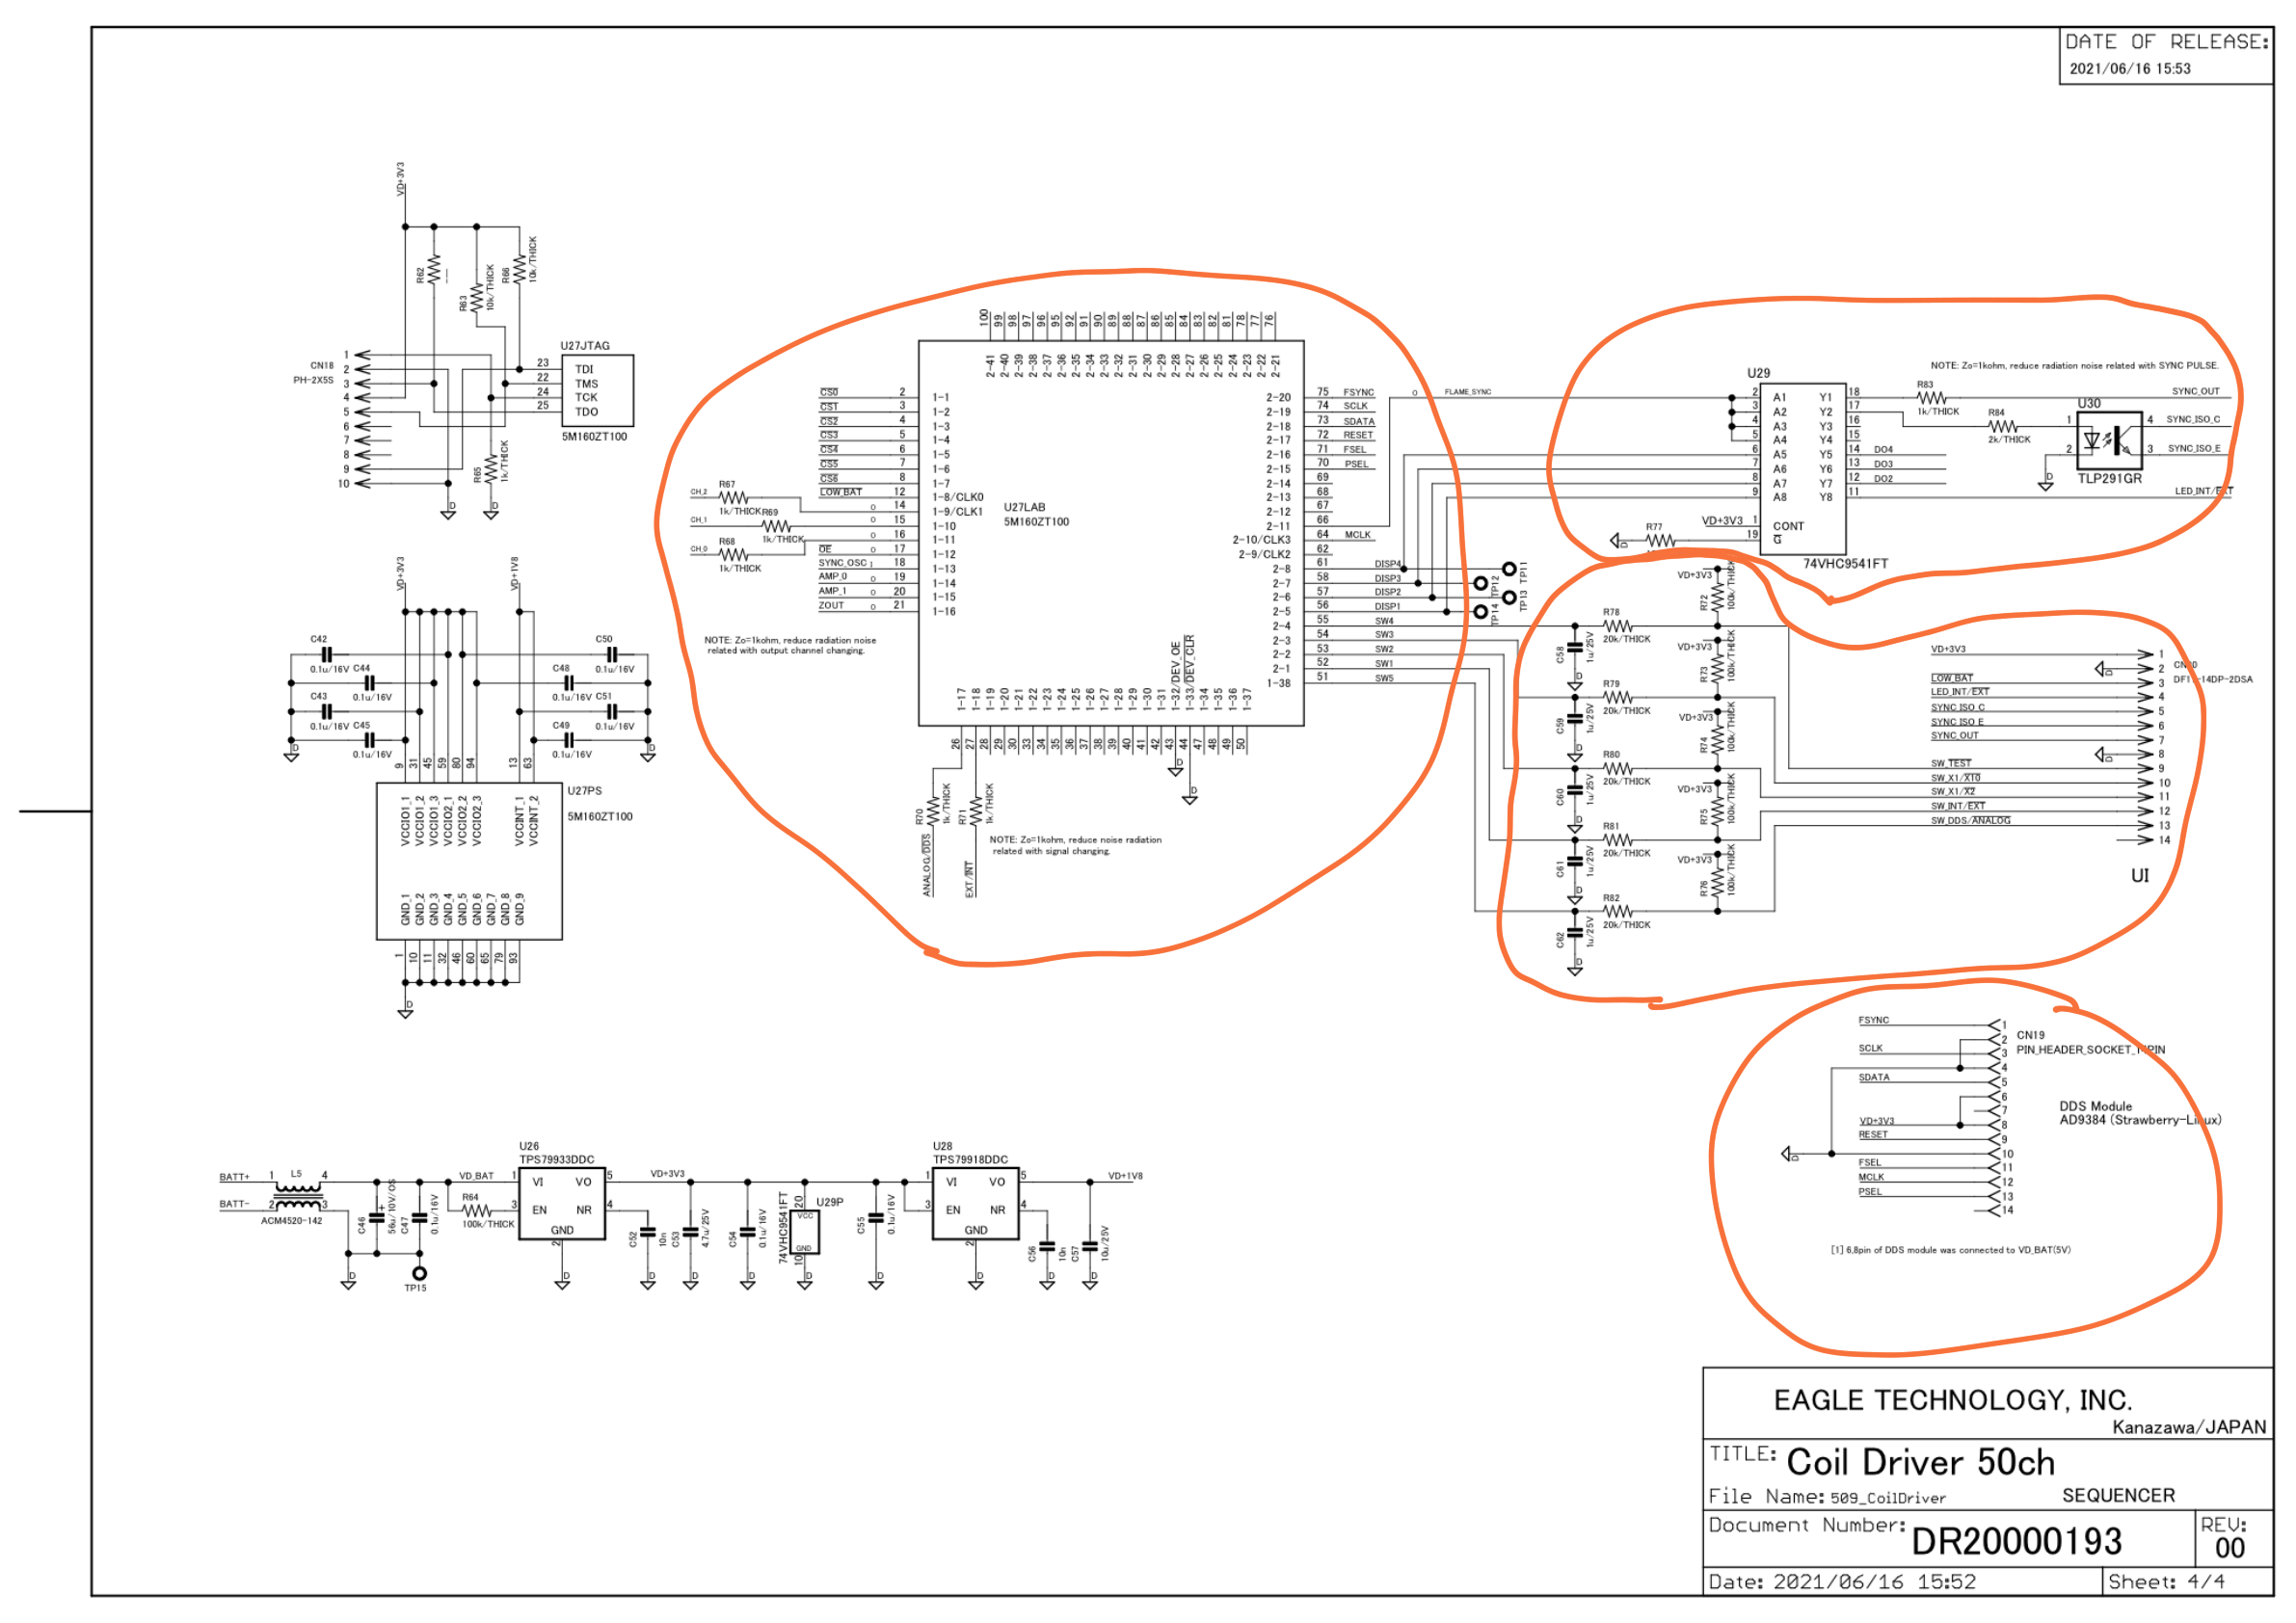 DATE OF RELEASE:
2021/06/16 15:53
VD+3V3
R62
R63
10k/THICK
R66
10k/THICK
U27JTAG
1
2
3
4
5
6
7
8
9
10
CN18
PH-2X5S
23 TDI
22 TMS
24 TCK
25 TDO
5M160ZT100
R65
1k/THICK
D
D
VD+3V3
VD+1V8
C42
0.1u/16V
C44
0.1u/16V
C43
0.1u/16V
C45
0.1u/16V
C50
0.1u/16V
C48
0.1u/16V
C51
0.1u/16V
C49
0.1u/16V
D
D
9 31 45 59 80 94 13 63
U27PS
5M160ZT100
VCCIO1_1
VCCIO1_2
VCCIO1_3
VCCIO2_1
VCCIO2_2
VCCIO2_3
VCCINT_1
VCCINT_2
GND_1
GND_2
GND_3
GND_4
GND_5
GND_6
GND_7
GND_8
GND_9
1 10 11 32 46 60 65 79 93
D
100 99 98 97 96 95 92 91 90 89 88 87 86 85 84 83 82 81 78 77 76
2-41 2-40 2-39 2-38 2-37 2-36 2-35 2-34 2-33 2-32 2-31 2-30 2-29 2-28 2-27 2-26 2-25 2-24 2-23 2-22 2-21
CS0 2 1-1
CS1 3 1-2
CS2 4 1-3
CS3 5 1-4
CS4 6 1-5
CS5 7 1-6
CS6 8 1-7
LOW_BAT 12 1-8/CLK0
O 14 1-9/CLK1
O 15 1-10
O 16 1-11
OE O 17 1-12
SYNC_OSC I 18 1-13
AMP_0 O 19 1-14
AMP_1 O 20 1-15
ZOUT O 21 1-16
CH_2
R67
1k/THICK
CH_1
R69
1k/THICK
CH_0
R68
1k/THICK
U27LAB
5M160ZT100
NOTE: Zo=1kohm, reduce radiation noise
related with output channel changing.
2-20 75 FSYNC
2-19 74 SCLK
2-18 73 SDATA
2-17 72 RESET
2-16 71 FSEL
2-15 70 PSEL
2-14 69
2-13 68
2-12 67
2-11 66
2-10/CLK3 64 MCLK
2-9/CLK2 62
2-8 61 DISP4
2-7 58 DISP3
2-6 57 DISP2
2-5 56 DISP1
2-4 55 SW4
2-3 54 SW3
2-2 53 SW2
2-1 52 SW1
1-38 51 SW5
O FLAME_SYNC
TP11
TP12
TP13
TP14
1-17 1-18 1-19 1-20 1-21 1-22 1-23 1-24 1-25 1-26 1-27 1-28 1-29 1-30 1-31 1-32/DEV_OE 1-33/DEV_CLR 1-34 1-35 1-36 1-37
26 27 28 29 30 33 34 35 36 37 38 39 40 41 42 43 44 47 48 49 50
D
D
R70
1k/THICK
R71
1k/THICK
ANALOG/DDS
EXT/INT
NOTE: Zo=1kohm, reduce noise radiation
related with signal changing.
NOTE: Zo=1kohm, reduce radiation noise related with SYNC PULSE.
U29
2 A1 Y1 18
3 A2 Y2 17
4 A3 Y3 16
5 A4 Y4 15
6 A5 Y5 14 DO4
7 A6 Y6 13 DO3
8 A7 Y7 12 DO2
9 A8 Y8 11
VD+3V3 1 CONT
19 G
R77
D
74VHC9541FT
R83
1k/THICK
R84
2k/THICK
SYNC_OUT
U30
1 4 SYNC_ISO_C
2 3 SYNC_ISO_E
TLP291GR
D
LED_INT/EXT
VD+3V3
R72
100k/THICK
R78
20k/THICK
C58
1u/25V
D
VD+3V3
R73
100k/THICK
R79
20k/THICK
C59
1u/25V
D
VD+3V3
R74
100k/THICK
R80
20k/THICK
C60
1u/25V
D
VD+3V3
R75
100k/THICK
R81
20k/THICK
C61
1u/25V
D
VD+3V3
R76
100k/THICK
R82
20k/THICK
C62
1u/25V
D
VD+3V3 1
D 2
LOW_BAT 3
LED_INT/EXT 4
SYNC_ISO_C 5
SYNC_ISO_E 6
SYNC_OUT 7
D 8
SW_TEST 9
SW_X1/X10 10
SW_X1/X2 11
SW_INT/EXT 12
SW_DDS/ANALOG 13
14
UI
FSYNC 1
2
SCLK 3
4
SDATA 5
6
7
VD+3V3 8
RESET 9
D 10
FSEL 11
MCLK 12
PSEL 13
14
CN19
DDS Module
[1] 6,8pin of DDS module was connected to VD_BAT(5V)
BATT+ 1 L5 4
BATT- 2 3
ACM4520-142
C46
56u/10V/OS
C47
0.1u/16V
D
TP15
VD_BAT
R64
100k/THICK
U26
TPS79933DDC
1 VI VO 5
3 EN NR 4
GND
2
D
VD+3V3
C52
10n
D
C53
4.7u/25V
D
C54
0.1u/16V
D
U29P
74VHC9541FT
20
VCC
GND
10
D
C55
0.1u/16V
D
U28
TPS79918DDC
1 VI VO 5
3 EN NR 4
GND
2
D
VD+1V8
C56
10n
D
C57
10u/25V
D
EAGLE TECHNOLOGY, INC.
Kanazawa/JAPAN
TITLE: Coil Driver 50ch
File Name: 509_CoilDriver SEQUENCER
Document Number: DR20000193
REV: 00
Date: 2021/06/16 15:52
Sheet: 4/4